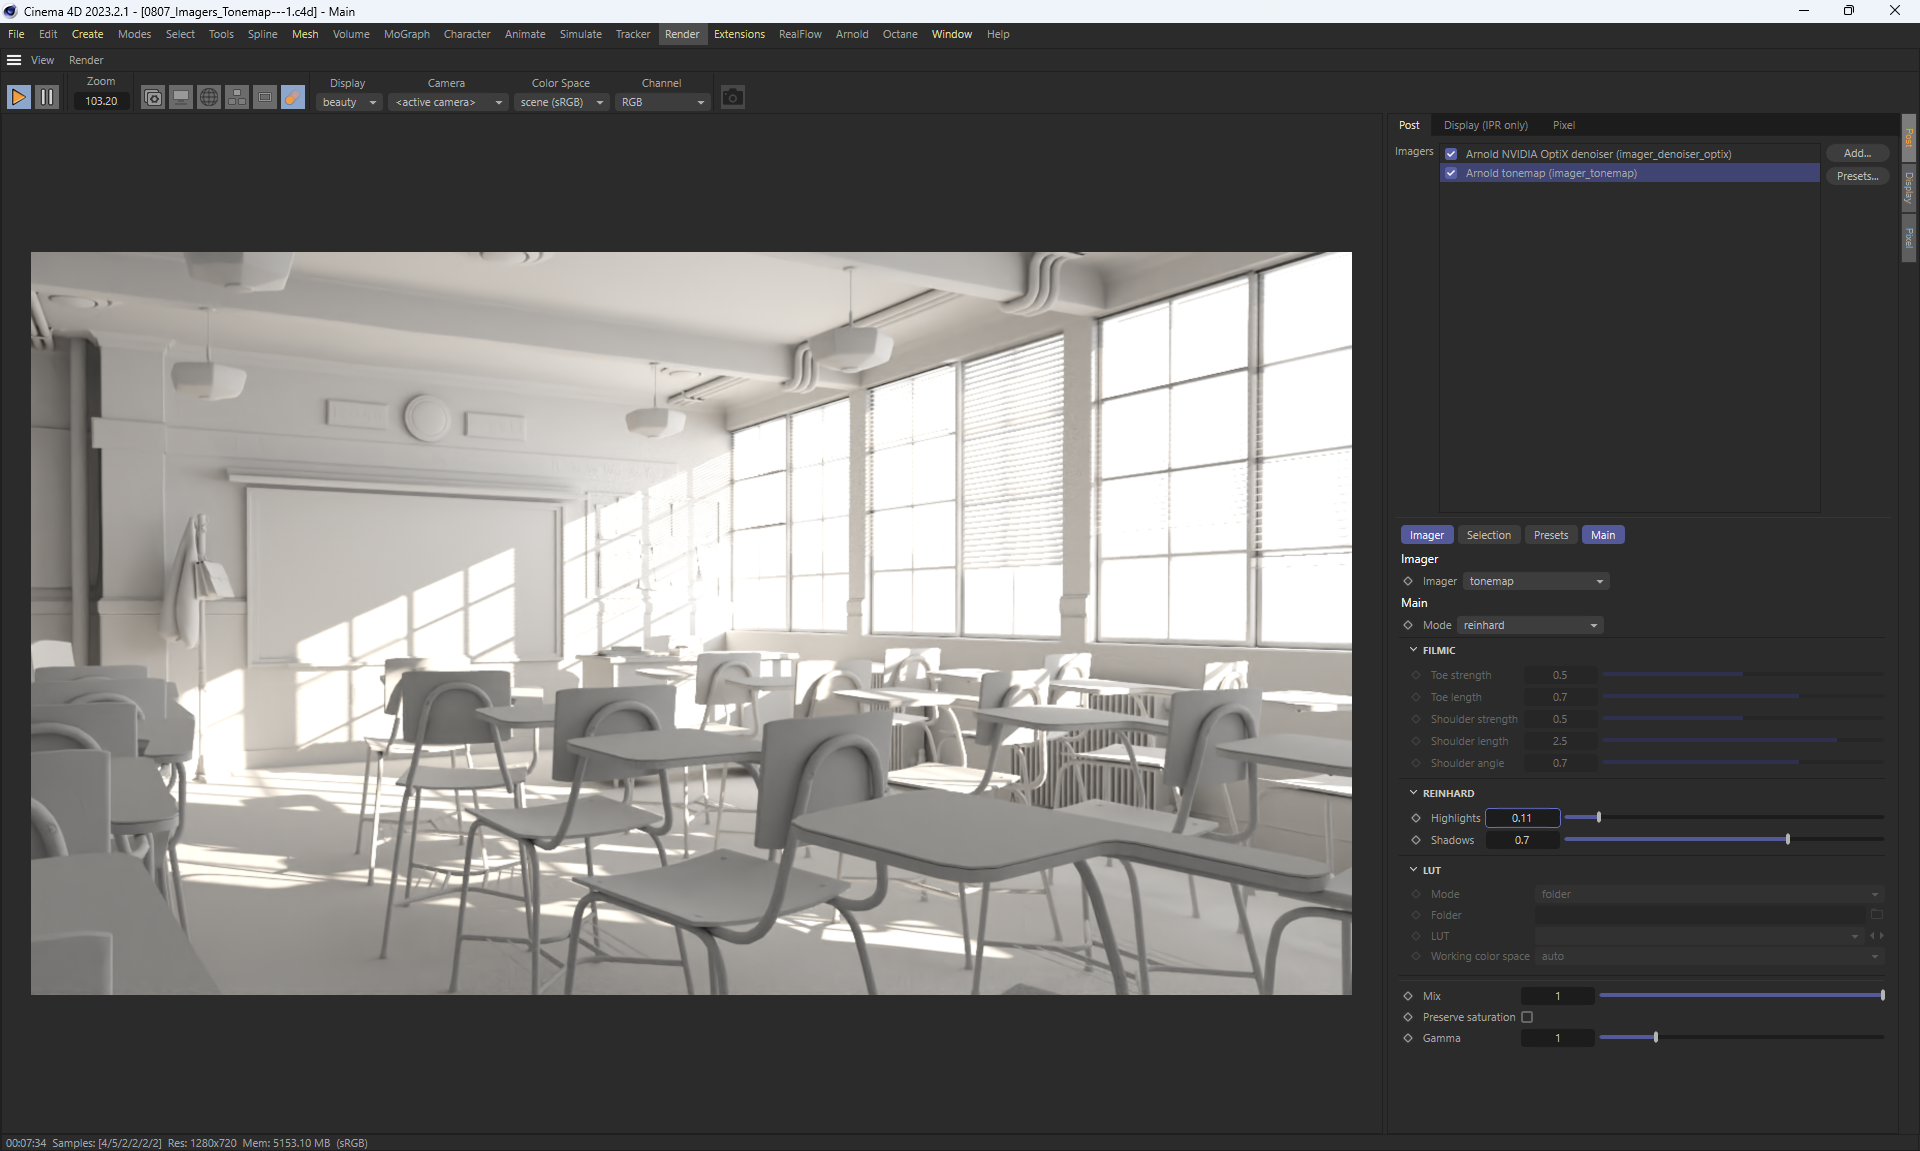 Cinema 4D 2023.2.1 - [0807_Imagers_Tonemap---1.c4d] - Main
File Edit Create Modes Select Tools Spline Mesh Volume MoGraph Character Animate Simulate Tracker Render Extensions RealFlow Arnold Octane Window Help
View Render
Zoom Display Camera Color Space Channel
103.20 beauty <active camera> scene (sRGB) RGB
Post Display (IPR only) Pixel
Imagers Arnold NVIDIA OptiX denoiser (imager_denoiser_optix) Add...
Arnold tonemap (imager_tonemap) Presets...
Post
Display
Pixel
Imager Selection Presets Main
Imager
Imager tonemap
Main
Mode reinhard
FILMIC
Toe strength 0.5
Toe length 0.7
Shoulder strength 0.5
Shoulder length 2.5
Shoulder angle 0.7
REINHARD
Highlights 0.11
Shadows 0.7
LUT
Mode folder
Folder
LUT
Working color space auto
Mix 1
Preserve saturation
Gamma 1
00:07:34 Samples: [4/5/2/2/2/2] Res: 1280x720 Mem: 5153.10 MB (sRGB)